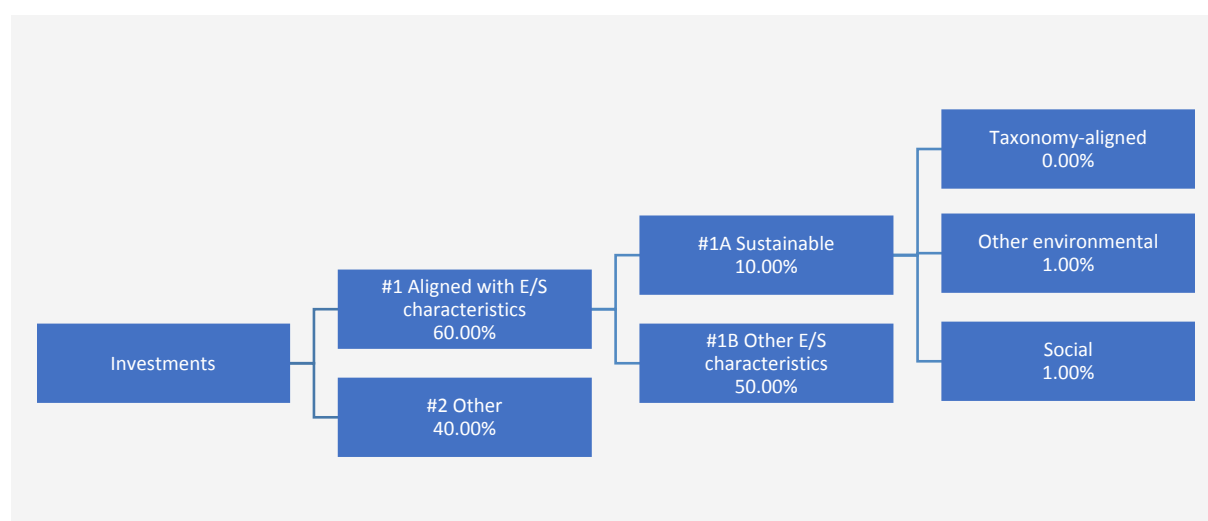 Investments
#1 Aligned with E/S
characteristics
60.00%
#2 Other
40.00%
#1A Sustainable
10.00%
#1B Other E/S
characteristics
50.00%
Taxonomy-aligned
0.00%
Other environmental
1.00%
Social
1.00%